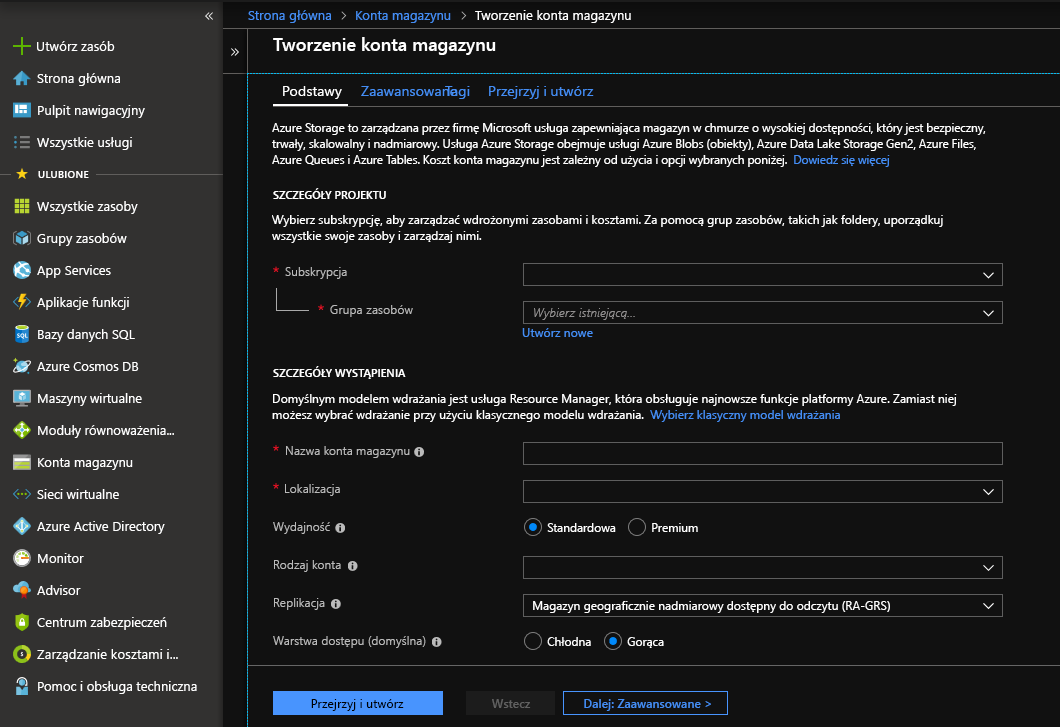 «
Utwórz zasób
Strona główna
Pulpit nawigacyjny
Wszystkie usługi
ULUBIONE
Wszystkie zasoby
Grupy zasobów
App Services
Aplikacje funkcji
Bazy danych SQL
Azure Cosmos DB
Maszyny wirtualne
Moduły równoważenia...
Konta magazynu
Sieci wirtualne
Azure Active Directory
Monitor
Advisor
Centrum zabezpieczeń
Zarządzanie kosztami i...
Pomoc i obsługa techniczna
Strona główna > Konta magazynu > Tworzenie konta magazynu
»
Tworzenie konta magazynu
Podstawy Zaawansowane Tagi Przejrzyj i utwórz
Azure Storage to zarządzana przez firmę Microsoft usługa zapewniająca magazyn w chmurze o wysokiej dostępności, który jest bezpieczny,
trwały, skalowalny i nadmiarowy. Usługa Azure Storage obejmuje usługi Azure Blobs (obiekty), Azure Data Lake Storage Gen2, Azure Files,
Azure Queues i Azure Tables. Koszt konta magazynu jest zależny od użycia i opcji wybranych poniżej. Dowiedz się więcej
SZCZEGÓŁY PROJEKTU
Wybierz subskrypcję, aby zarządzać wdrożonymi zasobami i kosztami. Za pomocą grup zasobów, takich jak foldery, uporządkuj
wszystkie swoje zasoby i zarządzaj nimi.
* Subskrypcja
* Grupa zasobów Wybierz istniejącą...
Utwórz nowe
SZCZEGÓŁY WYSTĄPIENIA
Domyślnym modelem wdrażania jest usługa Resource Manager, która obsługuje najnowsze funkcje platformy Azure. Zamiast niej
możesz wybrać wdrażanie przy użyciu klasycznego modelu wdrażania. Wybierz klasyczny model wdrażania
* Nazwa konta magazynu
* Lokalizacja
Wydajność Standardowa Premium
Rodzaj konta
Replikacja Magazyn geograficznie nadmiarowy dostępny do odczytu (RA-GRS)
Warstwa dostępu (domyślna) Chłodna Gorąca
Przejrzyj i utwórz Wstecz Dalej: Zaawansowane >